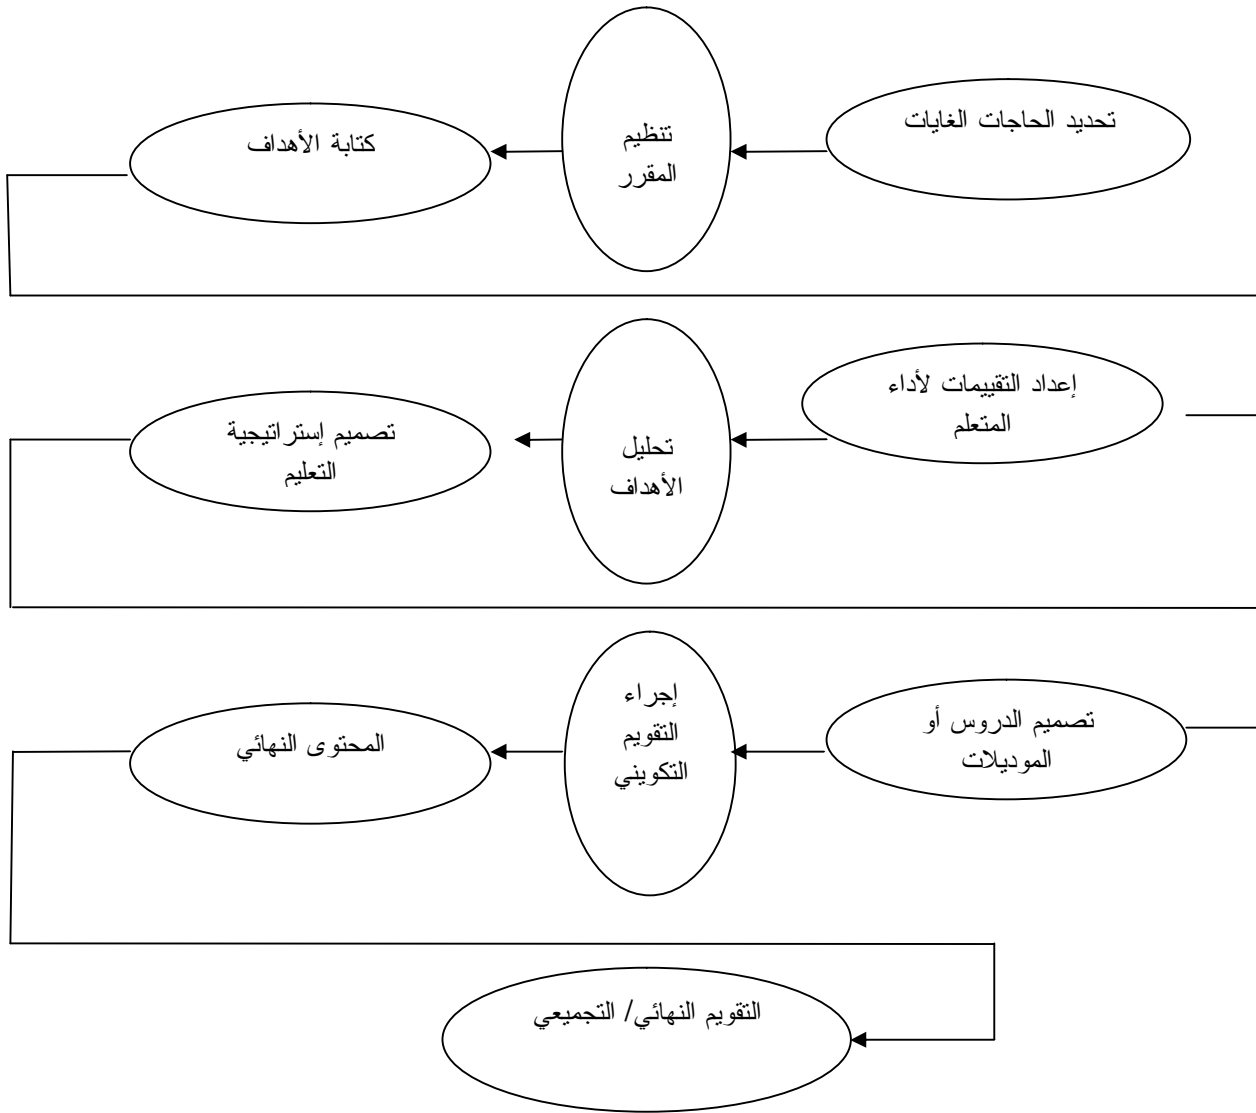 تحديد الحاجات الغايات
تنظيم
المقرر
كتابة الأهداف
إعداد التقييمات لأداء
المتعلم
تحليل
الأهداف
تصميم إستراتيجية
التعليم
تصميم الدروس أو
الموديلات
إجراء
التقويم
التكويني
المحتوى النهائي
التقويم النهائي/ التجميعي